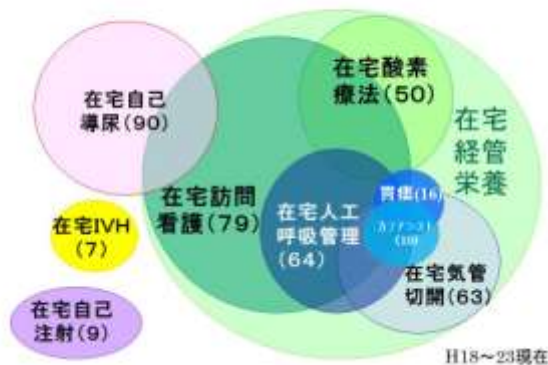 在宅自己
導尿(90)
在宅酸素
療法(50)
在宅
経管
栄養
在宅訪問
看護(79)
在宅人工
呼吸管理
(64)
胃瘻(16)
(10)
在宅IVH
(7)
在宅気管
切開(63)
在宅自己
注射(9)
H18～23現在